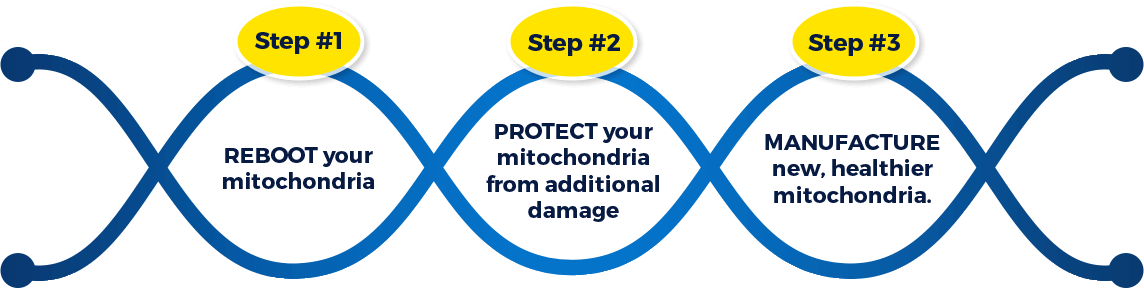 Step #1
REBOOT your
mitochondria
Step #2
PROTECT your
mitochondria
from additional
damage
Step #3
MANUFACTURE
new, healthier
mitochondria.